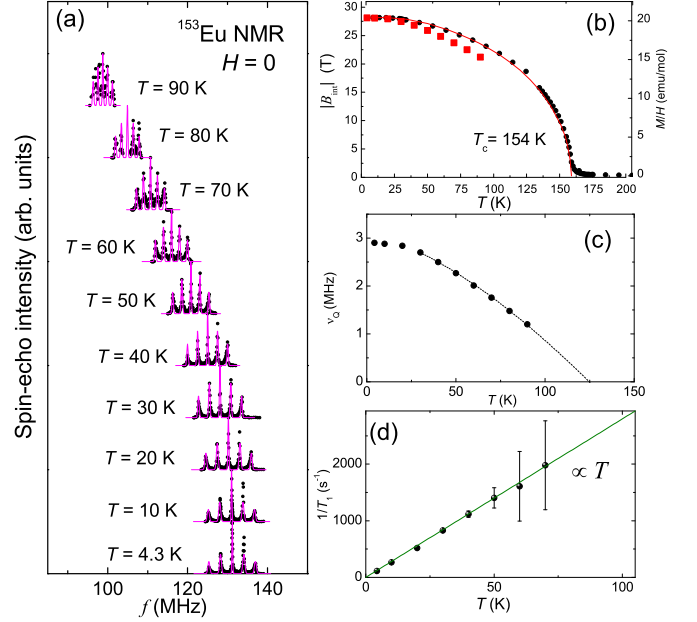 (a)
¹⁵³Eu NMR
H = 0
T = 90 K
T = 80 K
T = 70 K
T = 60 K
T = 50 K
T = 40 K
T = 30 K
T = 20 K
T = 10 K
T = 4.3 K
Spin-echo intensity (arb. units)
100 120 140
f (MHz)
(b)
30
25
20
15
10
5
0
|B_int| (T)
20
15
10
5
0
M/H (emu/mol)
T_c = 154 K
0 25 50 75 100 125 150 175 200
T (K)
(c)
3
2
1
0
ν_Q (MHz)
0 50 100 150
T (K)
(d)
2000
1000
0
1/T₁ (s⁻¹)
∝ T
0 50 100
T (K)